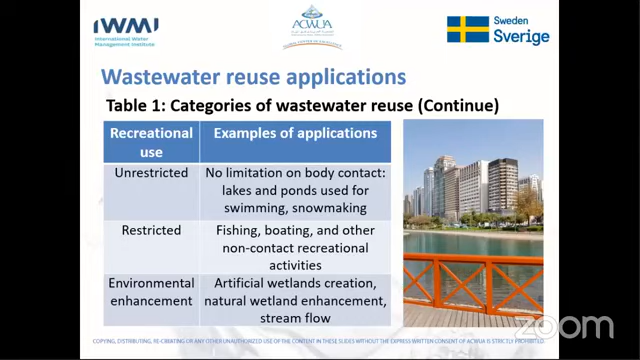 IWMI
International Water
Management Institute
ACWUA
Sweden
Sverige
Wastewater reuse applications
Table 1: Categories of wastewater reuse (Continue)
Recreational
use
Examples of applications
Unrestricted
No limitation on body contact:
lakes and ponds used for
swimming, snowmaking
Restricted
Fishing, boating, and other
non-contact recreational
activities
Environmental
enhancement
Artificial wetlands creation,
natural wetland enhancement,
stream flow
zoom
COPYING, DISTRIBUTING, RE-CREATING OR ANY OTHER UNAUTHORIZED USE OF THE CONTENT IN THESE SLIDES WITHOUT THE EXPRESS WRITTEN CONSENT OF ACWUA IS STRICTLY PROHIBITED.